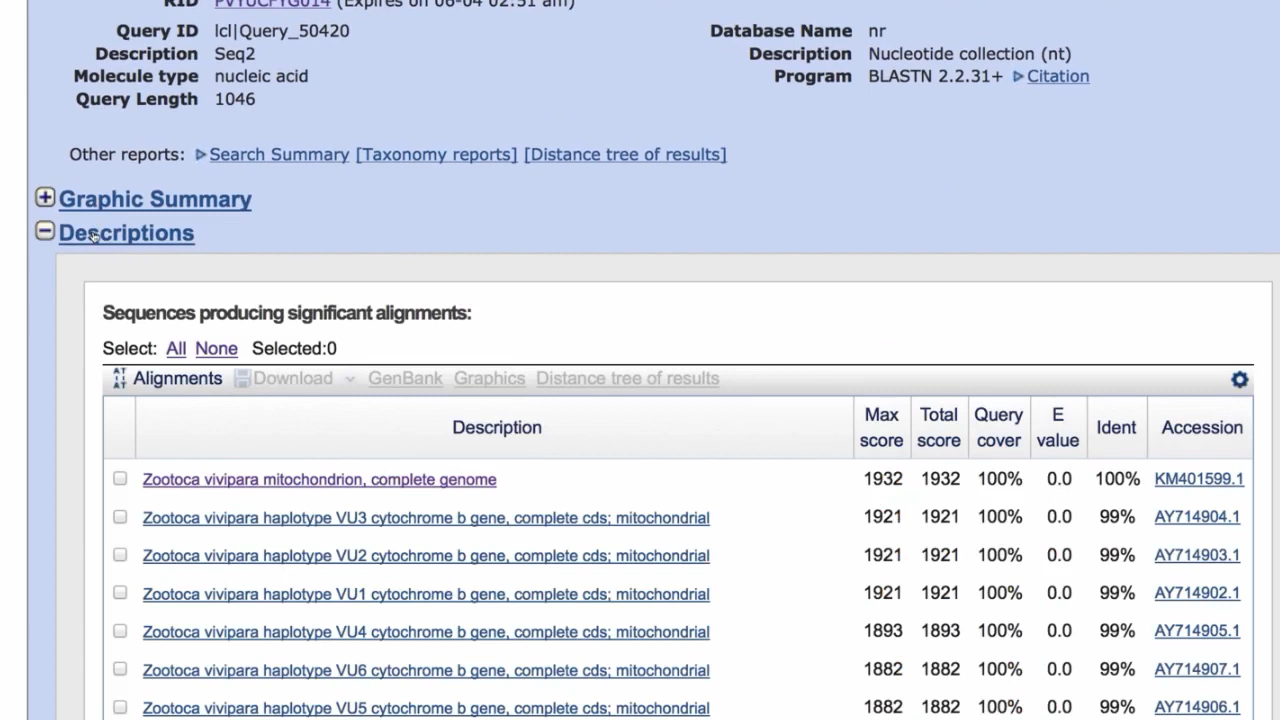 RID PVYUCFYG014 (Expires on 06-04 02:51 am)
Query ID lcl|Query_50420
Description Seq2
Molecule type nucleic acid
Query Length 1046
Database Name nr
Description Nucleotide collection (nt)
Program BLASTN 2.2.31+ Citation
Other reports: Search Summary [Taxonomy reports] [Distance tree of results]
Graphic Summary
Descriptions
Sequences producing significant alignments:
Select: All None Selected:0
Alignments Download GenBank Graphics Distance tree of results
Description Max score Total score Query cover E value Ident Accession
Zootoca vivipara mitochondrion, complete genome 1932 1932 100% 0.0 100% KM401599.1
Zootoca vivipara haplotype VU3 cytochrome b gene, complete cds; mitochondrial 1921 1921 100% 0.0 99% AY714904.1
Zootoca vivipara haplotype VU2 cytochrome b gene, complete cds; mitochondrial 1921 1921 100% 0.0 99% AY714903.1
Zootoca vivipara haplotype VU1 cytochrome b gene, complete cds; mitochondrial 1921 1921 100% 0.0 99% AY714902.1
Zootoca vivipara haplotype VU4 cytochrome b gene, complete cds; mitochondrial 1893 1893 100% 0.0 99% AY714905.1
Zootoca vivipara haplotype VU6 cytochrome b gene, complete cds; mitochondrial 1882 1882 100% 0.0 99% AY714907.1
Zootoca vivipara haplotype VU5 cytochrome b gene, complete cds; mitochondrial 1882 1882 100% 0.0 99% AY714906.1